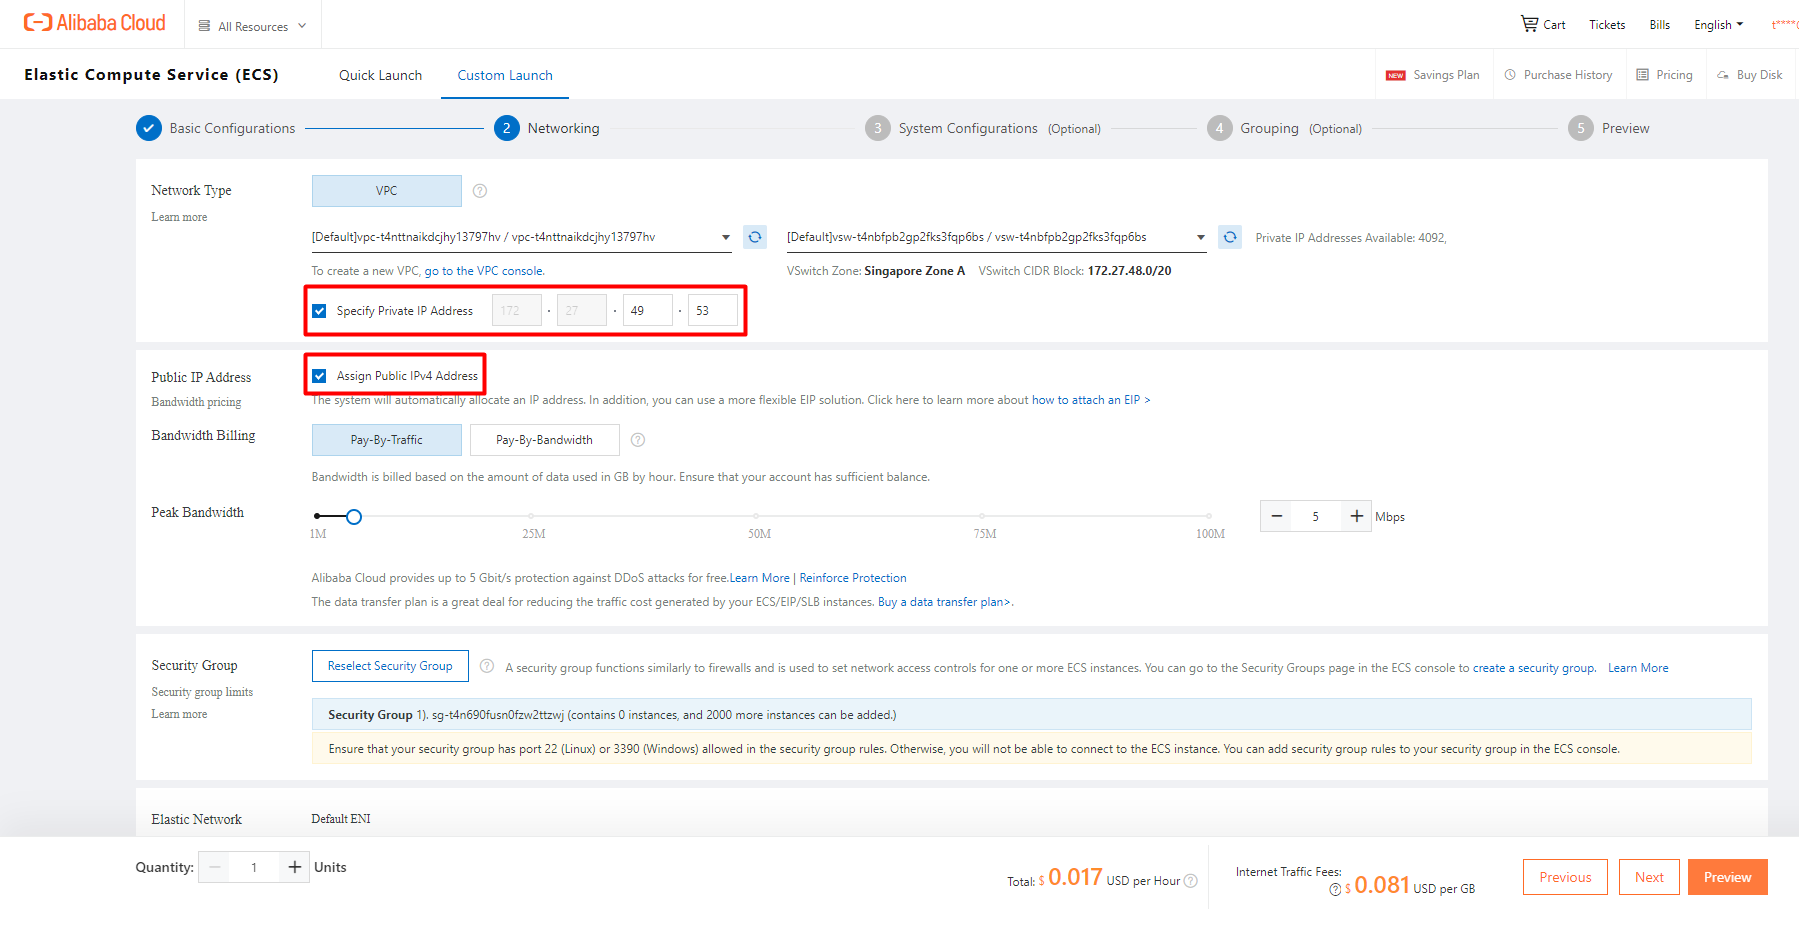 Alibaba Cloud
All Resources
Cart
Tickets
Bills
English
t****
Elastic Compute Service (ECS)
Quick Launch
Custom Launch
NEW Savings Plan
Purchase History
Pricing
Buy Disk
Basic Configurations
2 Networking
3 System Configurations (Optional)
4 Grouping (Optional)
5 Preview
Network Type
VPC
Learn more
[Default]vpc-t4nttnaikdcjhy13797hv / vpc-t4nttnaikdcjhy13797hv
[Default]vsw-t4nbfpb2gp2fks3fqp6bs / vsw-t4nbfpb2gp2fks3fqp6bs
Private IP Addresses Available: 4092,
To create a new VPC, go to the VPC console.
VSwitch Zone: Singapore Zone A VSwitch CIDR Block: 172.27.48.0/20
Specify Private IP Address 172 . 27 . 49 . 53
Public IP Address
Assign Public IPv4 Address
Bandwidth pricing
The system will automatically allocate an IP address. In addition, you can use a more flexible EIP solution. Click here to learn more about how to attach an EIP >
Bandwidth Billing
Pay-By-Traffic
Pay-By-Bandwidth
Bandwidth is billed based on the amount of data used in GB by hour. Ensure that your account has sufficient balance.
Peak Bandwidth
1M 25M 50M 75M 100M
− 5 + Mbps
Alibaba Cloud provides up to 5 Gbit/s protection against DDoS attacks for free.Learn More | Reinforce Protection
The data transfer plan is a great deal for reducing the traffic cost generated by your ECS/EIP/SLB instances. Buy a data transfer plan>.
Security Group
Reselect Security Group
A security group functions similarly to firewalls and is used to set network access controls for one or more ECS instances. You can go to the Security Groups page in the ECS console to create a security group. Learn More
Security group limits
Learn more
Security Group 1). sg-t4n690fusn0fzw2ttzwj (contains 0 instances, and 2000 more instances can be added.)
Ensure that your security group has port 22 (Linux) or 3390 (Windows) allowed in the security group rules. Otherwise, you will not be able to connect to the ECS instance. You can add security group rules to your security group in the ECS console.
Elastic Network
Default ENI
Quantity: − 1 + Units
Total: $ 0.017 USD per Hour
Internet Traffic Fees:
$ 0.081 USD per GB
Previous
Next
Preview